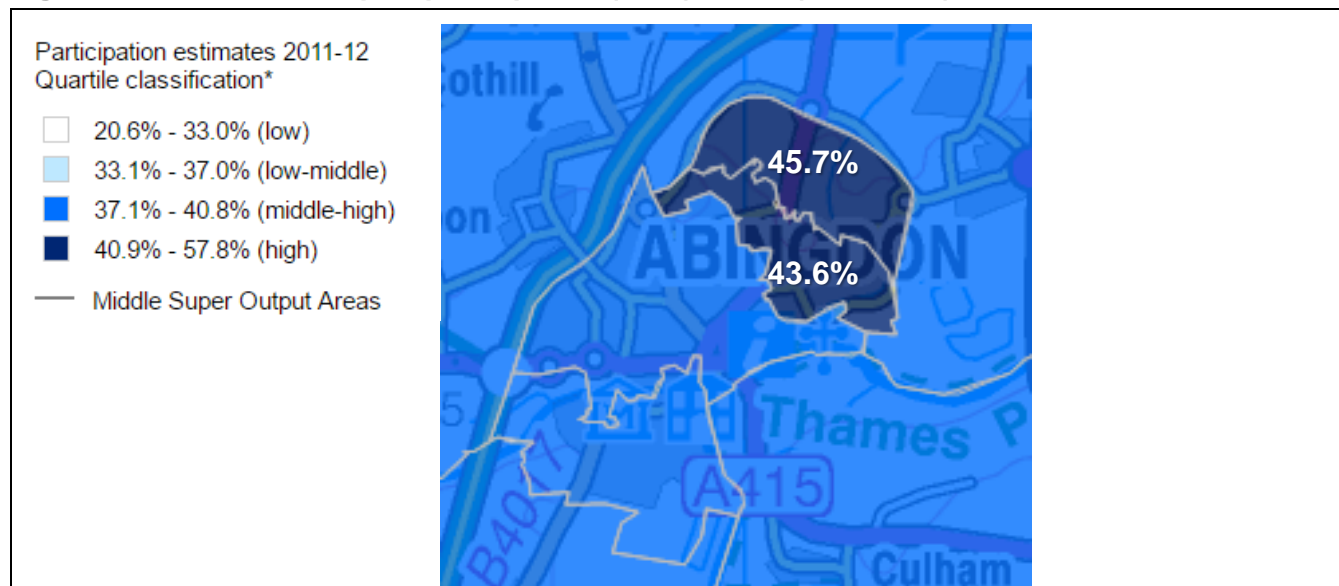 Participation estimates 2011-12
Quartile classification*
20.6% - 33.0% (low)
33.1% - 37.0% (low-middle)
37.1% - 40.8% (middle-high)
40.9% - 57.8% (high)
Middle Super Output Areas
othill
45.7%
on
ABINGDON
43.6%
5
Thames P
A415
B4017
Culham